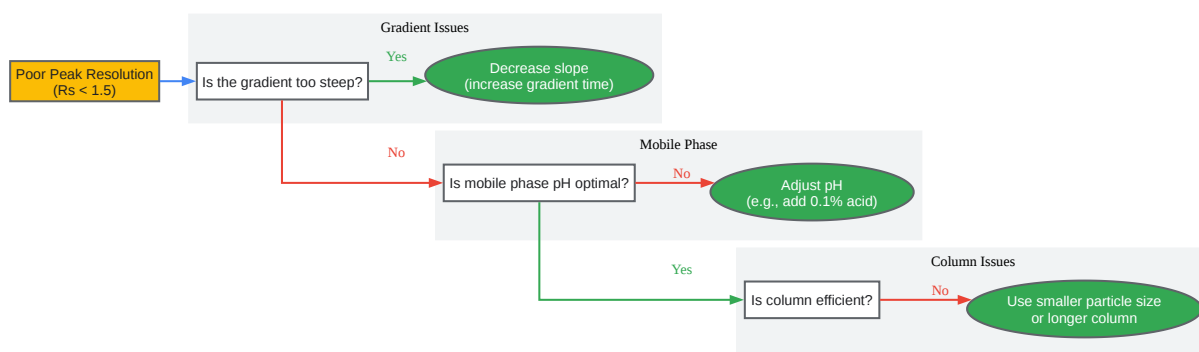 Gradient Issues
Poor Peak Resolution
(Rs < 1.5)
Is the gradient too steep?
Yes
Decrease slope
(increase gradient time)
No
Mobile Phase
Is mobile phase pH optimal?
No
Adjust pH
(e.g., add 0.1% acid)
Yes
Column Issues
Is column efficient?
No
Use smaller particle size
or longer column